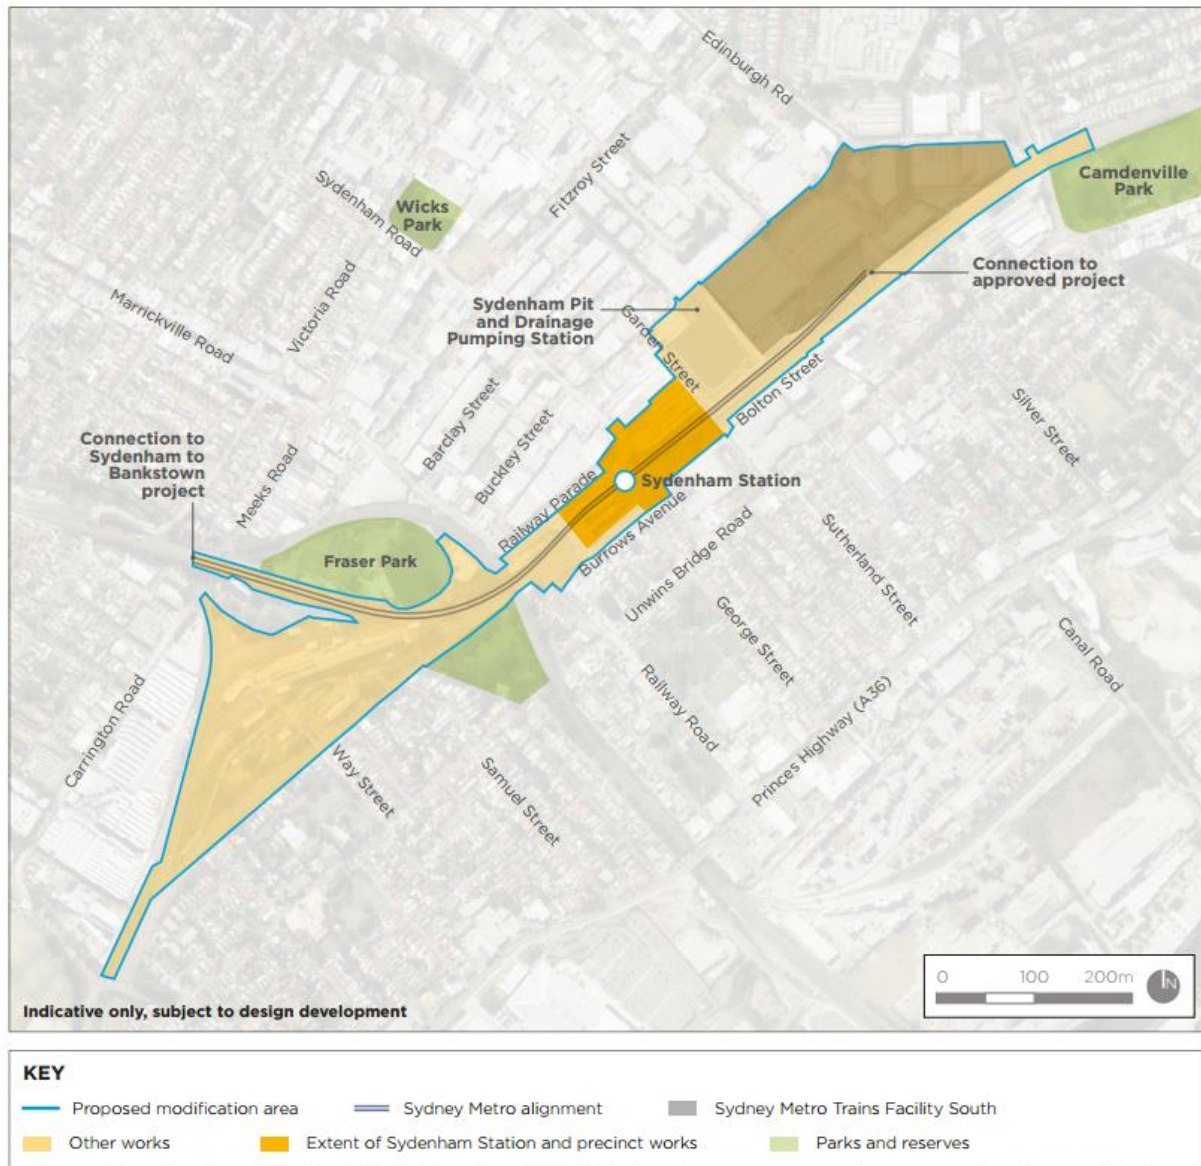 Edinburgh Rd
Fitzroy Street
Sydenham Road
Wicks
Park
Camdenville
Park
Victoria Road
Marrickville Road
Connection to
approved project
Sydenham Pit
and Drainage
Pumping Station
Garden Street
Bolton Street
Silver Street
Barclay Street
Buckley Street
Connection to
Sydenham to
Bankstown
project
Meeks Road
Railway Parade
Sydenham Station
Burrows Avenue
Unwins Bridge Road
Sutherland Street
Fraser Park
George Street
Canal Road
Carrington Road
Railway Road
Princes Highway (A36)
Way Street
Samuel Street
0 100 200m
N
Indicative only, subject to design development
KEY
Proposed modification area
Sydney Metro alignment
Sydney Metro Trains Facility South
Other works
Extent of Sydenham Station and precinct works
Parks and reserves